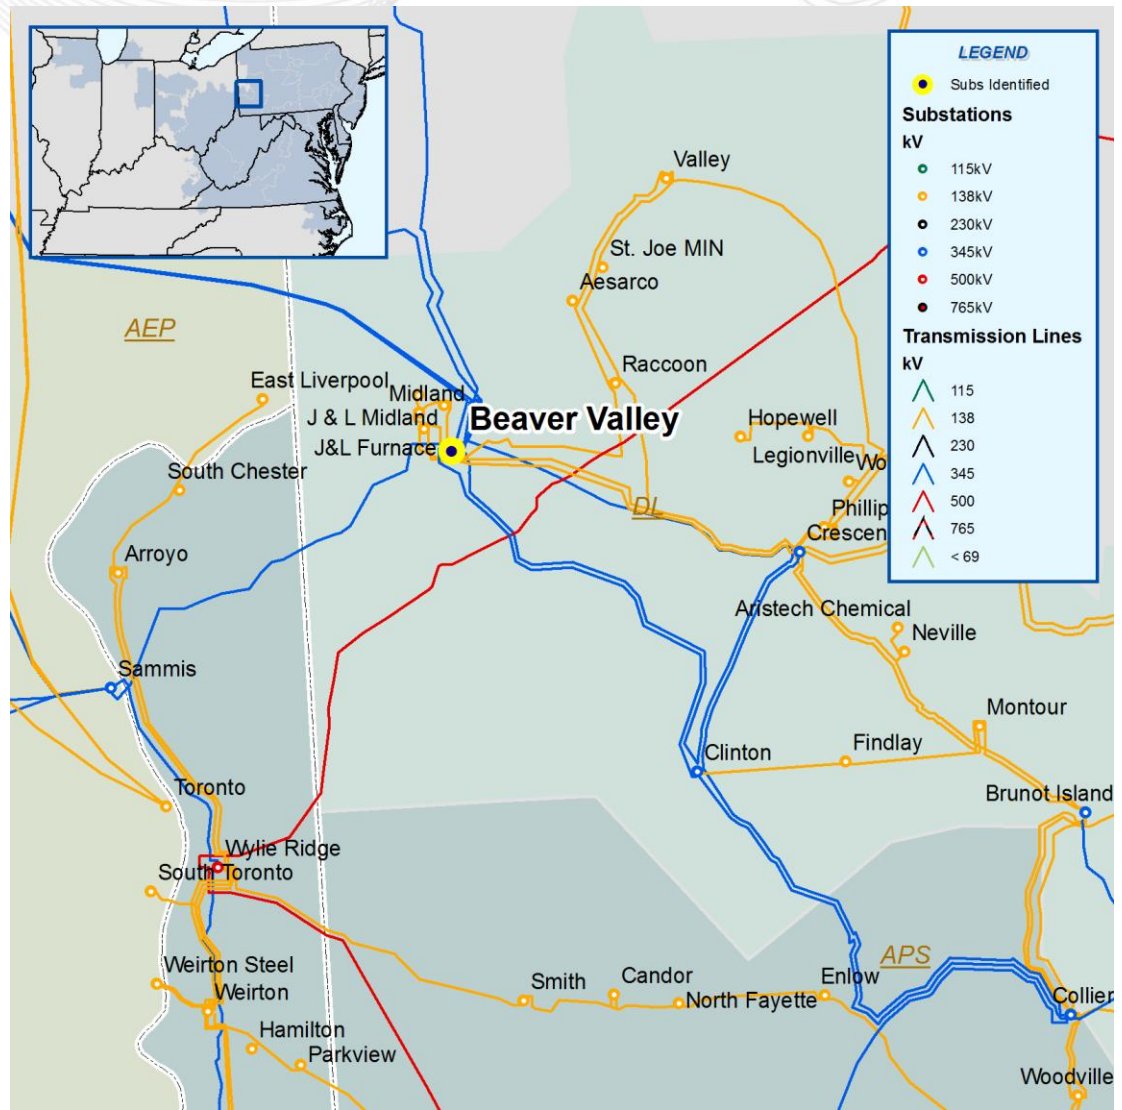 LEGEND
Subs Identified
Substations
kV
115kV
138kV
230kV
345kV
500kV
765kV
Transmission Lines
kV
115
138
230
345
500
765
< 69
Valley
St. Joe MIN
Aesarco
AEP
Raccoon
East Liverpool
Midland
J & L Midland
Beaver Valley
Hopewell
J&L Furnace
Legionville
Wo
South Chester
DL
Phillip
Crescen
Arroyo
Aristech Chemical
Neville
Sammis
Montour
Clinton
Findlay
Toronto
Brunot Island
Wylie Ridge
South Toronto
APS
Weirton Steel
Smith
Candor
Enlow
Weirton
North Fayette
Collier
Hamilton
Parkview
Woodville